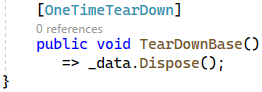 [OneTimeTearDown]
0 references
public void TearDownBase()
=> _data.Dispose();
}